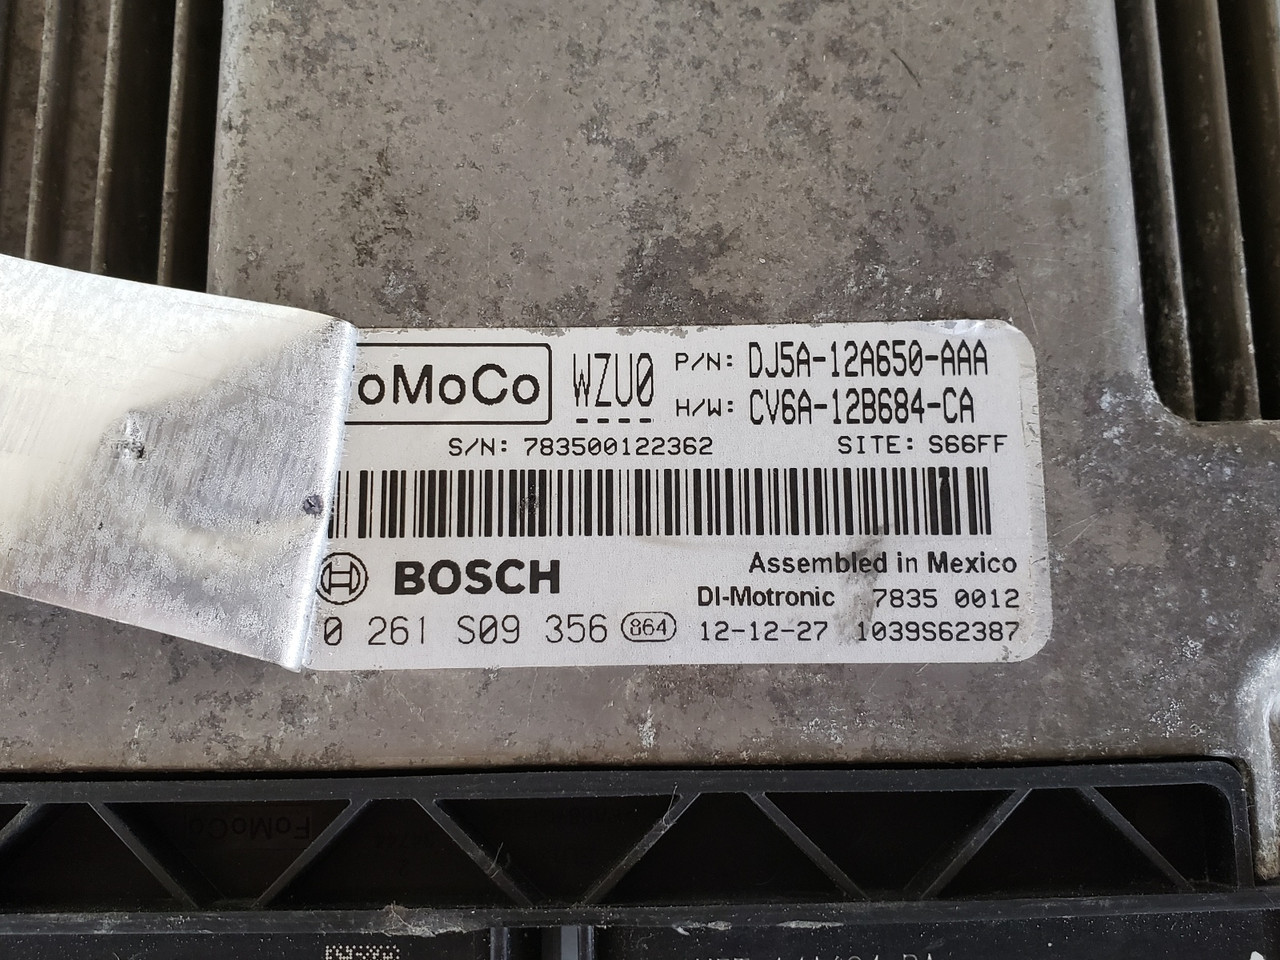 oMoCo WZU0 P/N: DJ5A-12A650-AAA
H/W: CV6A-12B684-CA
S/N: 783500122362 SITE: S66FF
BOSCH Assembled in Mexico
DI-Motronic 7835 0012
0 261 S09 356 864 12-12-27 1039S62387
FoMoCo